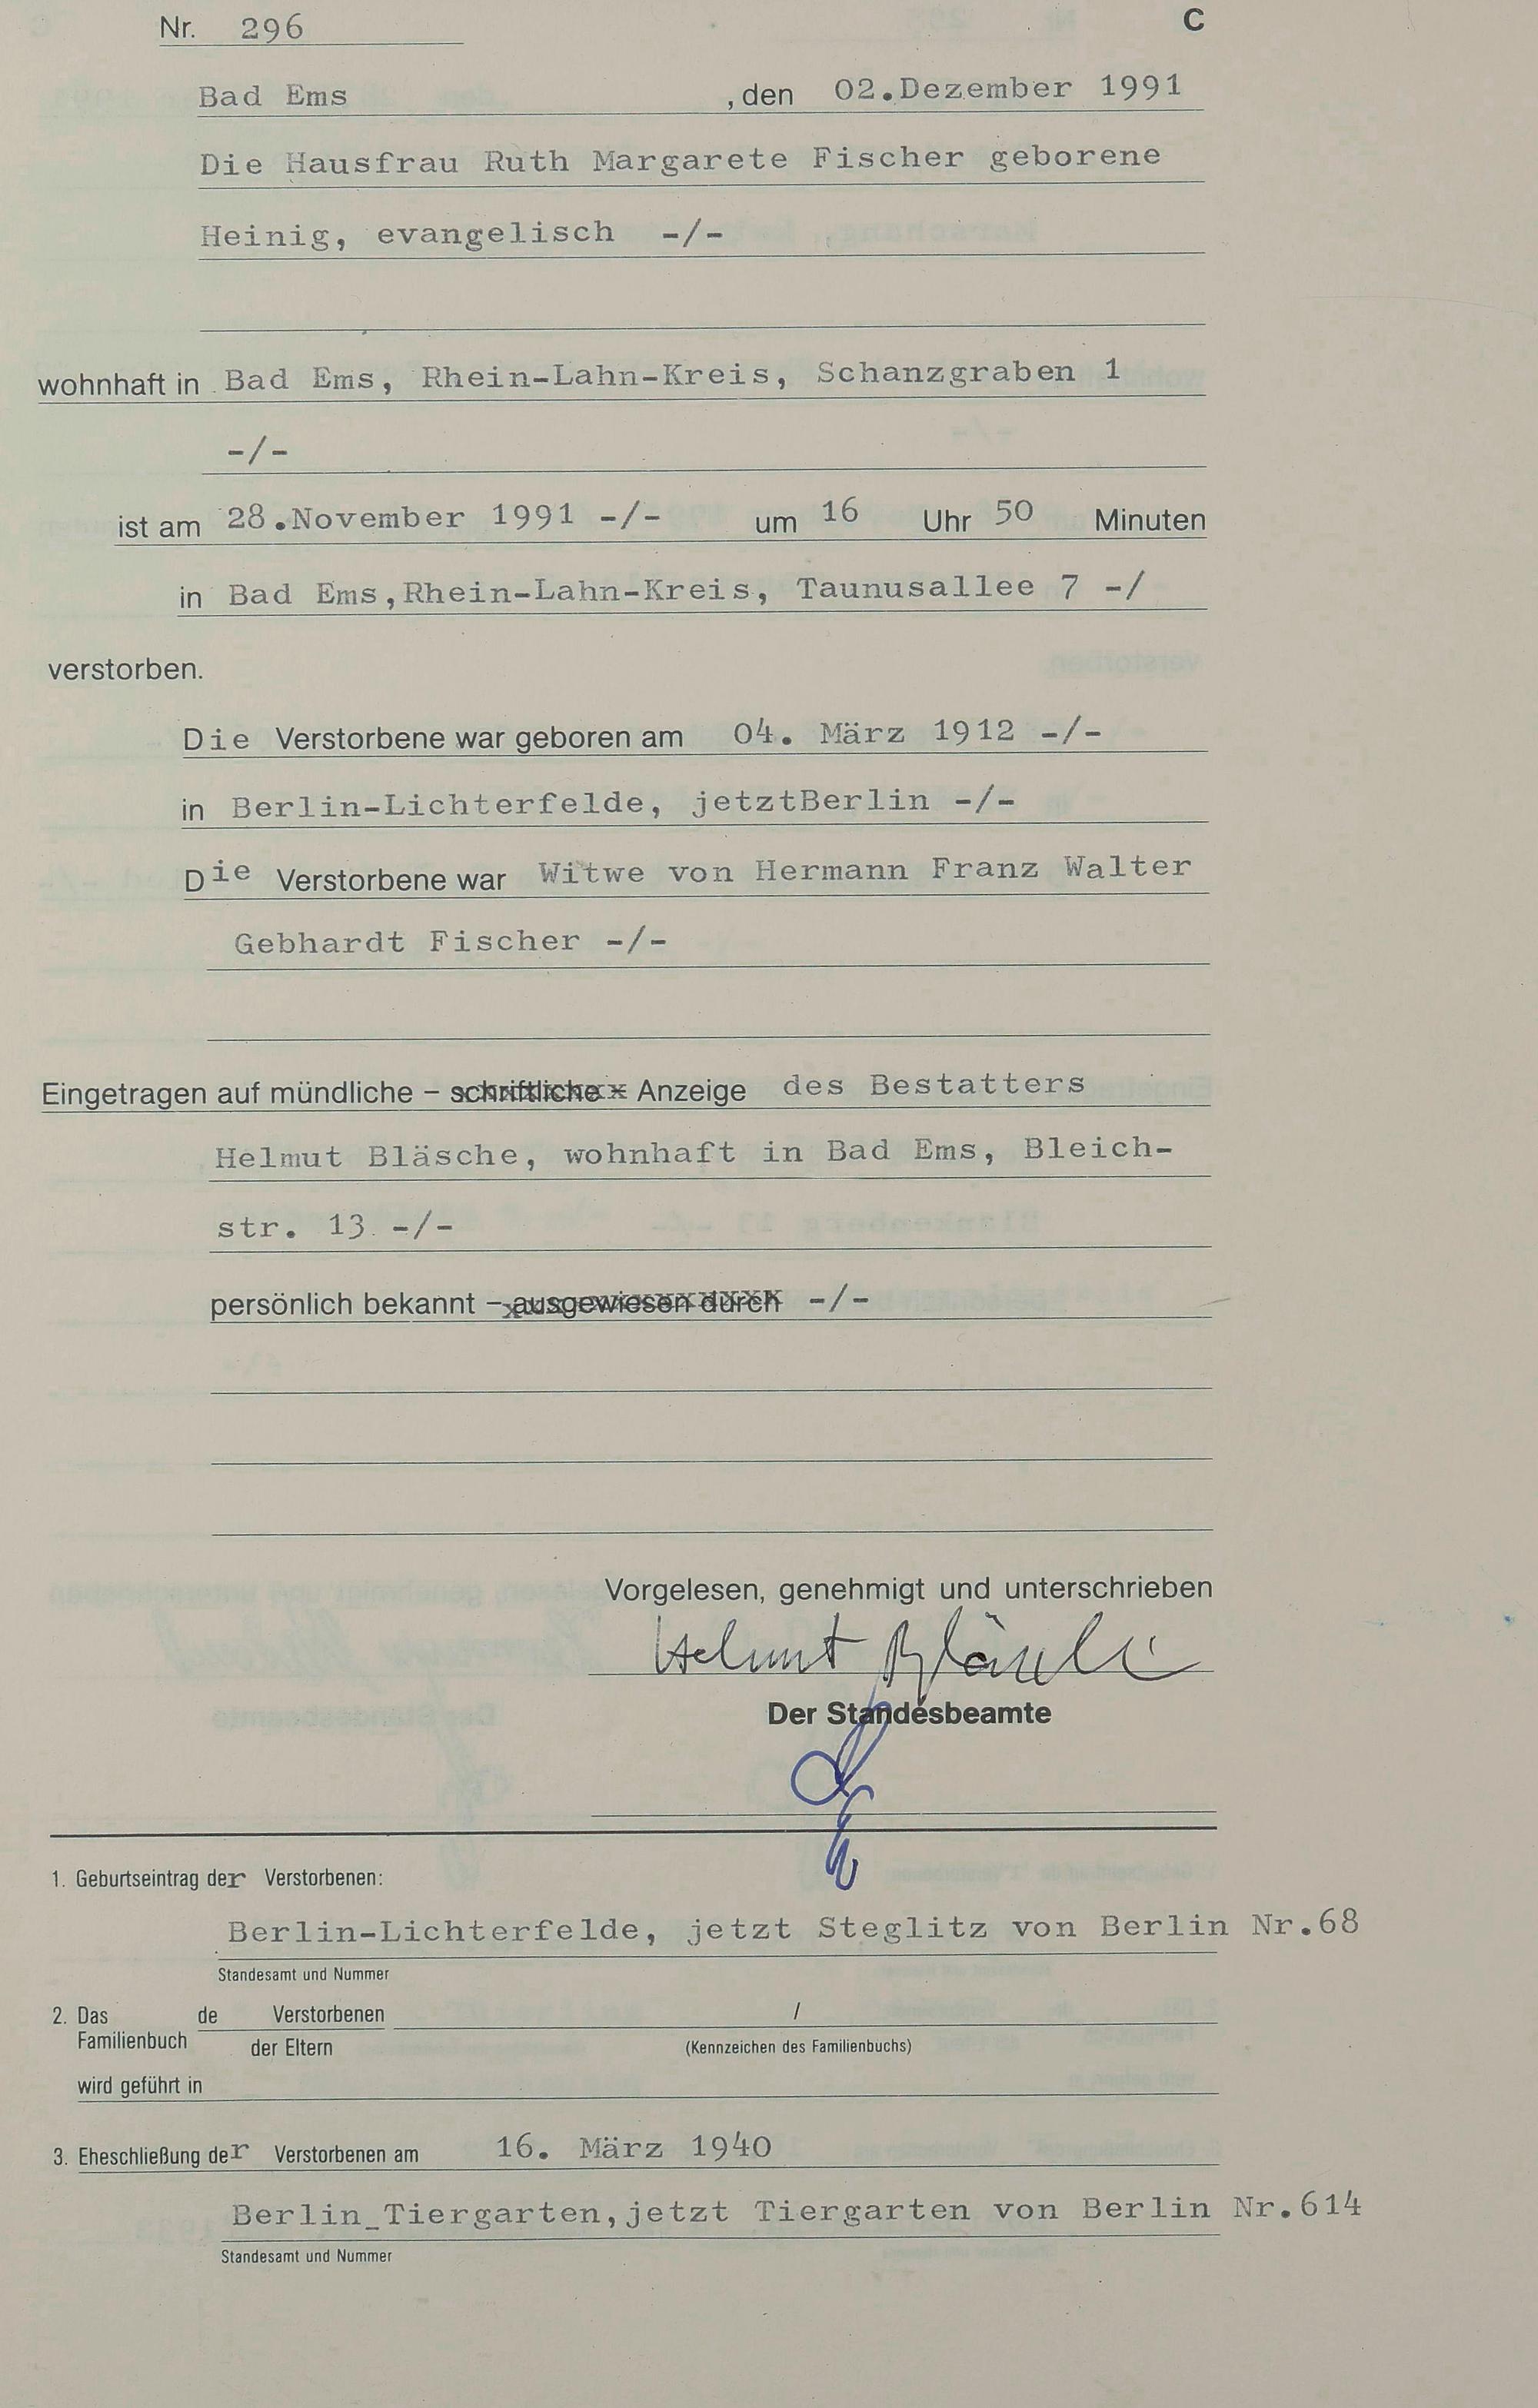 Nr. 296 C
Bad Ems , den 02.Dezember 1991
Die Hausfrau Ruth Margarete Fischer geborene
Heinig, evangelisch -/-
wohnhaft in Bad Ems, Rhein-Lahn-Kreis, Schanzgraben 1
-/-
ist am 28.November 1991 -/- um 16 Uhr 50 Minuten
in Bad Ems,Rhein-Lahn-Kreis, Taunusallee 7 -/
verstorben.
Die Verstorbene war geboren am 04. März 1912 -/-
in Berlin-Lichterfelde, jetztBerlin -/-
Die Verstorbene war Witwe von Hermann Franz Walter
Gebhardt Fischer -/-
Eingetragen auf mündliche – schriftliche – Anzeige des Bestatters
Helmut Bläsche, wohnhaft in Bad Ems, Bleich-
str. 13 -/-
persönlich bekannt – ausgewiesen durch -/-
Vorgelesen, genehmigt und unterschrieben
Helmut Bläsche
Der Standesbeamte
1. Geburtseintrag der Verstorbenen:
Berlin-Lichterfelde, jetzt Steglitz von Berlin Nr.68
Standesamt und Nummer
2. Das de Verstorbenen /
Familienbuch der Eltern (Kennzeichen des Familienbuchs)
wird geführt in
3. Eheschließung der Verstorbenen am 16. März 1940
Berlin_Tiergarten,jetzt Tiergarten von Berlin Nr.614
Standesamt und Nummer